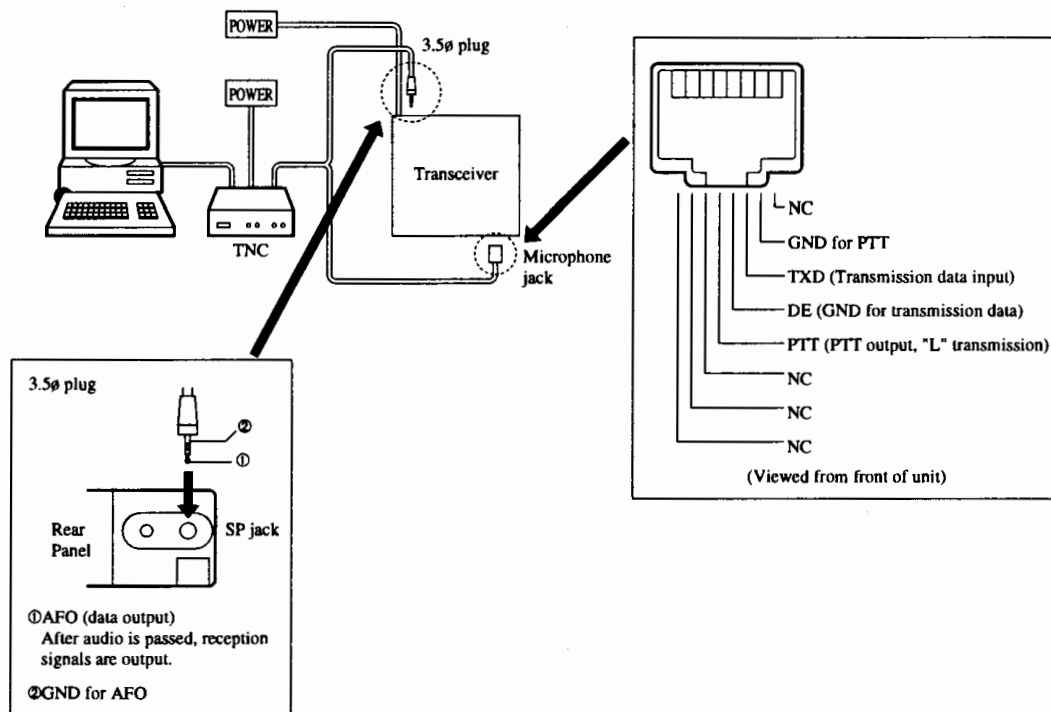 POWER
3.5ø plug
POWER
Transceiver
TNC
Microphone
jack
NC
GND for PTT
TXD (Transmission data input)
DE (GND for transmission data)
PTT (PTT output, "L" transmission)
NC
NC
NC
(Viewed from front of unit)
3.5ø plug
②
①
Rear
Panel
SP jack
①AFO (data output)
After audio is passed, reception
signals are output.
②GND for AFO